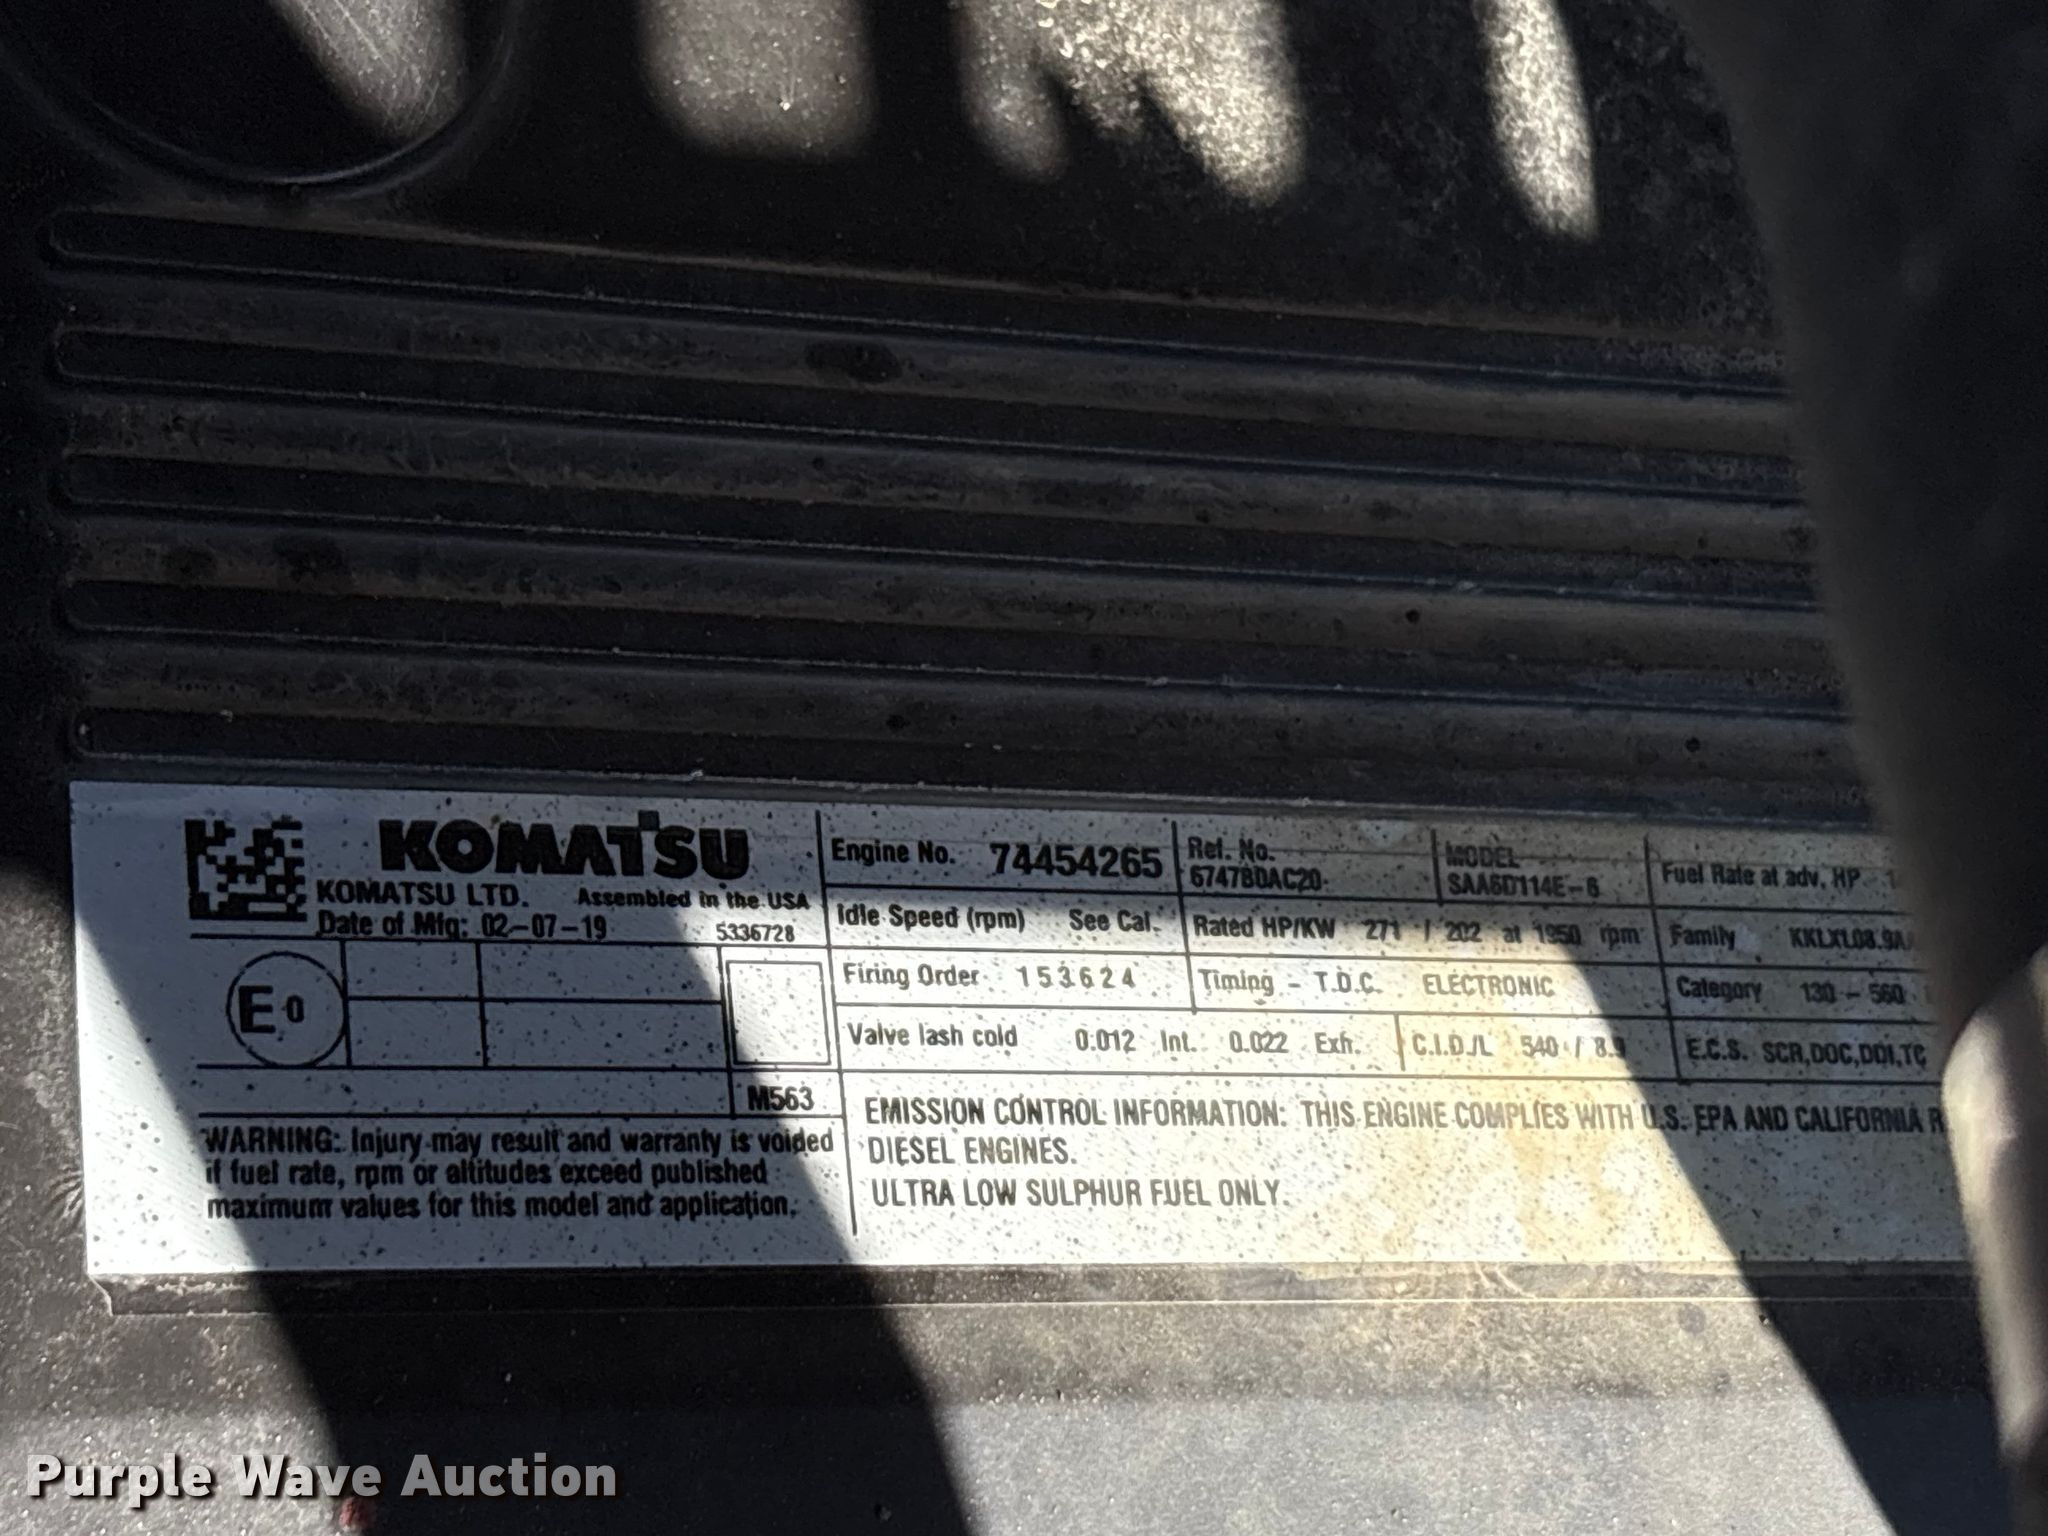 KOMATSU
KOMATSU LTD. Assembled in the USA
Date of Mfg: 02-07-19 5336728
E 0
M563
WARNING: Injury may result and warranty is voided
if fuel rate, rpm or altitudes exceed published
maximum values for this model and application.
Engine No. 74454265
Ref. No.
6747BDAC20
MODEL
SAA6D114E-6
Fuel Rate at adv. HP
Idle Speed (rpm) See Cal.
Rated HP/KW 271 / 202 at 1950 rpm
Family
Firing Order 1 5 3 6 2 4
Timing - T.D.C. ELECTRONIC
Category 130 - 560
Valve lash cold 0.012 Int. 0.022 Exh.
C.I.D./L 540 / 8.9
E.C.S. SCR,DOC,DDI,TC
EMISSION CONTROL INFORMATION: THIS ENGINE COMPLIES WITH U.S. EPA AND CALIFORNIA
DIESEL ENGINES.
ULTRA LOW SULPHUR FUEL ONLY.
Purple Wave Auction